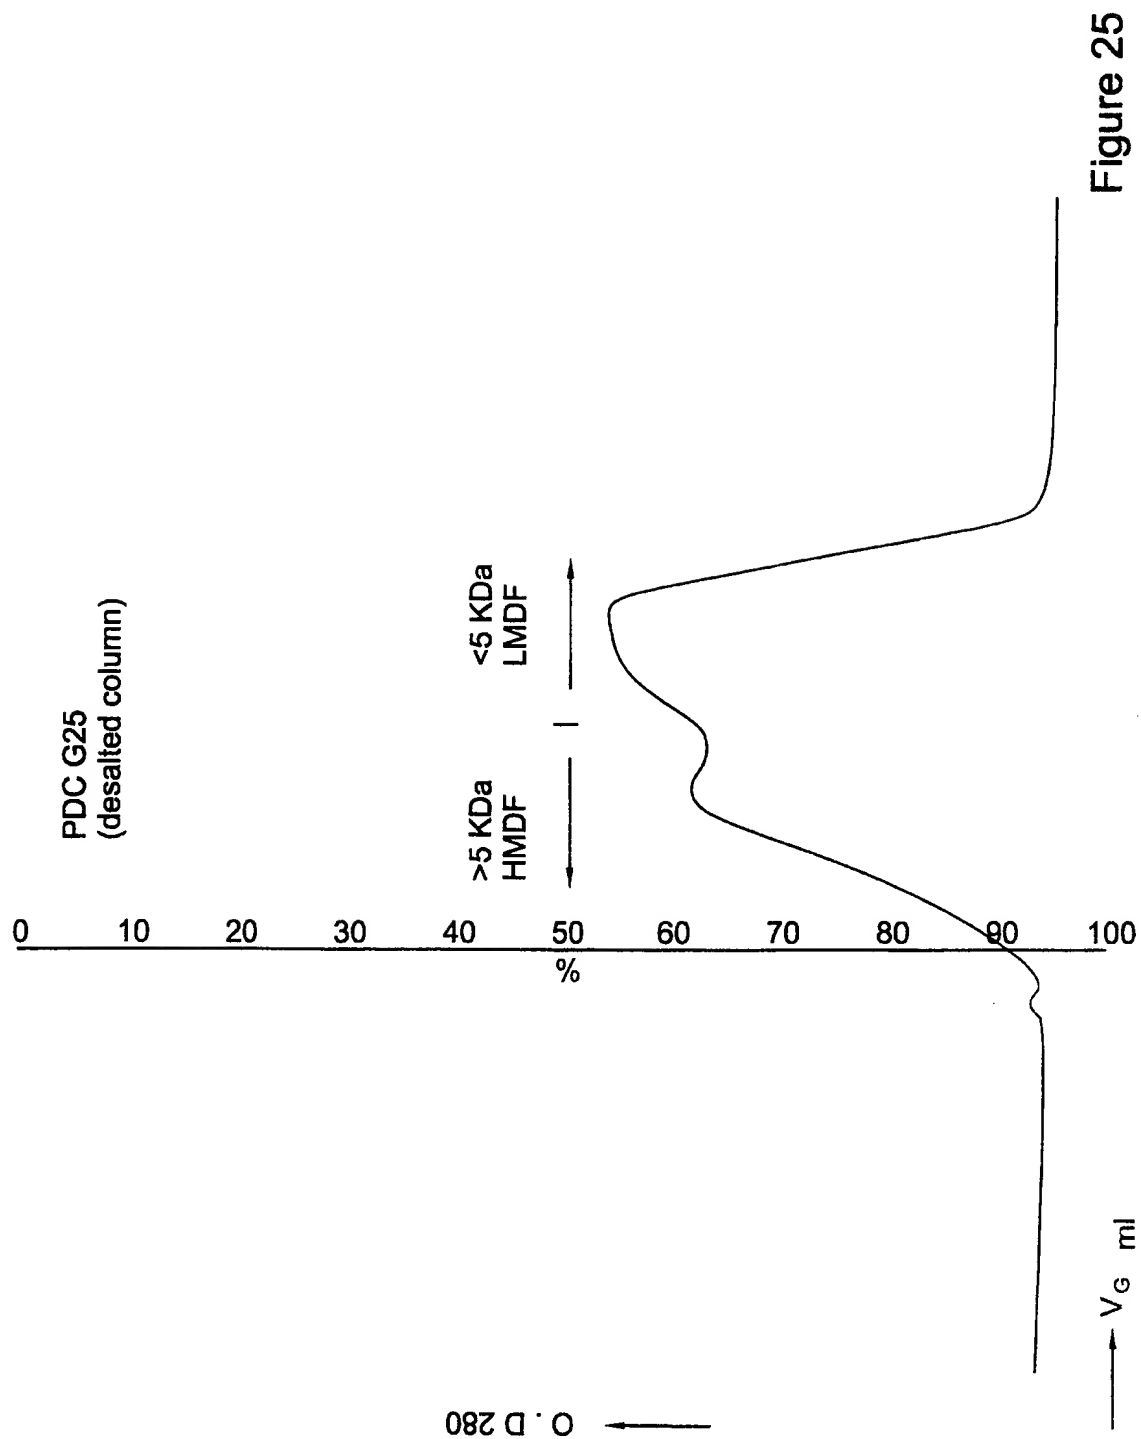 PDC G25
(desalted column)
>5 KDa
HMDF
<5 KDa
LMDF
0
10
20
30
40
50
60
70
80
90
100
%
O . D 280
V_G ml
Figure 25